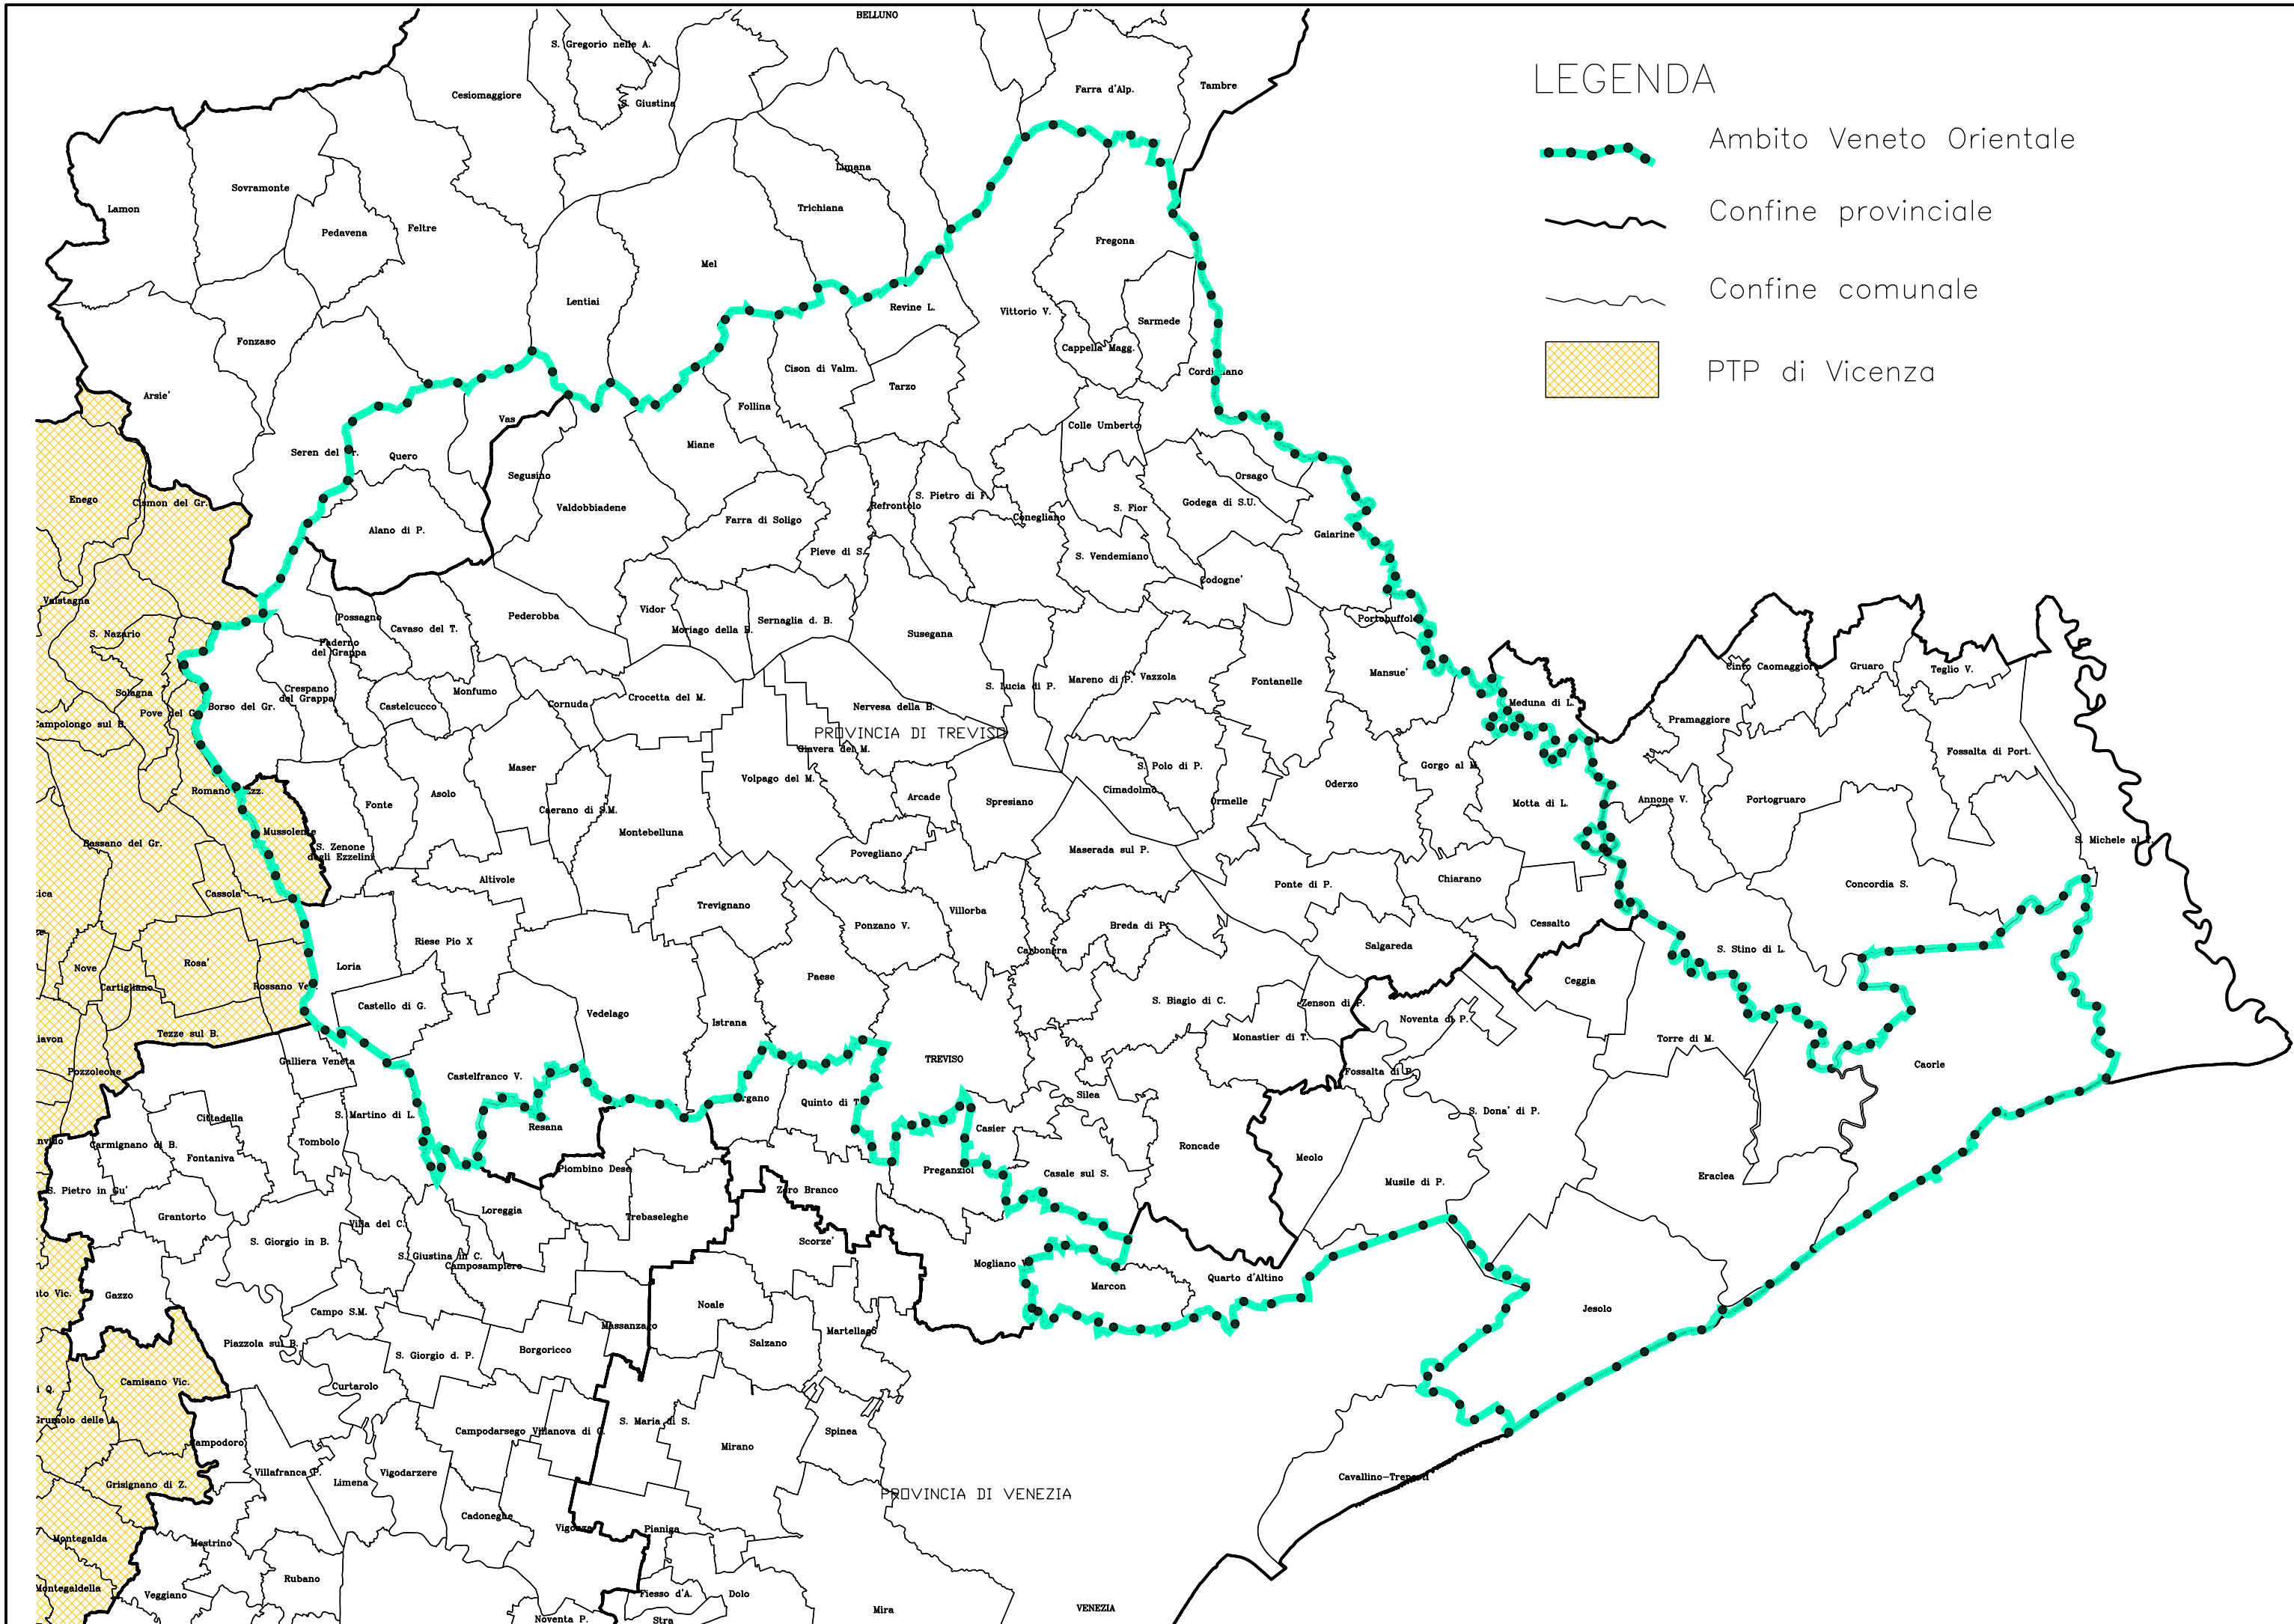 BELLUNO
S. Gregorio nelle A.
LEGENDA
Cesiomaggiore
S. Giustina
Farra d'Alp.
Tambre
Ambito Veneto Orientale
Limana
Sovramonte
Lamon
Trichiana
Confine provinciale
Pedavena
Feltre
Fregona
Mel
Confine comunale
Lentiai
Revine L.
Vittorio V.
Sarmede
Fonzaso
Cappella Magg.
Cison di Valm.
PTP di Vicenza
Tarzo
Arsie'
Follina
Vas
Colle Umberto
Miane
Seren del Gr.
Quero
Segusino
Orsago
Enego
Cismon del Gr.
Valdobbiadene
S. Pietro di F.
Refrontolo
S. Fior
Godega di S.U.
Conegliano
Farra di Soligo
Alano di P.
Gaiarine
Pieve di S.
S. Vendemiano
Codogne'
Valstagna
Vidor
Possagno
Pederobba
Portobuffole
Sernaglia d. B.
Cavaso del T.
Moriago della B.
S. Nazario
Susegana
Paderno
del Grappa
Cinto Caomaggiore
Gruaro
Teglio V.
Mansue'
Mareno di P.
Vazzola
Fontanelle
S. Lucia di P.
Crespano
del Grappa
Monfumo
Solagna
Crocetta del M.
Cornuda
Meduna di L.
Borso del Gr.
Castelcucco
Nervesa della B.
Pove del G.
Campolongo sul B.
Pramaggiore
PROVINCIA DI TREVISO
Giavera del M.
Fossalta di Port.
Maser
S. Polo di P.
Gorgo al M.
Volpago del M.
Oderzo
Romano Ezz.
Cimadolmo
Asolo
Arcade
Portogruaro
Annone V.
Spresiano
Ormelle
Motta di L.
Fonte
Caerano di S.M.
Mussolente
Montebelluna
S. Michele al T.
Bassano del Gr.
S. Zenone
degli Ezzelini
Maserada sul P.
Povegliano
Altivole
Chiarano
Ponte di P.
Concordia S.
Cassola
Trevignano
Villorba
Ponzano V.
Breda di P.
Cessalto
Riese Pio X
Salgareda
Carbonera
S. Stino di L.
Rosa'
Loria
Nove
Paese
Ceggia
Cartigliano
Rossano Ve
S. Biagio di C.
Zenson di P.
Castello di G.
Vedelago
Istrana
Noventa di P.
Tezze sul B.
Monastier di T.
Torre di M.
Galliera Veneta
TREVISO
Caorle
Pozzoleone
Fossalta di P.
Castelfranco V.
Silea
Quinto di T.
S. Martino di L.
S. Dona' di P.
Cittadella
Resana
Casier
Carmignano di B.
Tombolo
Roncade
Fontaniva
Meolo
Piombino Dese
Preganziol
Casale sul S.
Eraclea
Musile di P.
S. Pietro in Gu'
Zero Branco
Loreggia
Grantorto
Trebaseleghe
Villa del C.
S. Giorgio in B.
Scorze'
S. Giustina in C.
Mogliano V.
Camposampiero
Quarto d'Altino
Marcon
Gazzo
Noale
Jesolo
Campo S.M.
Massanzago
Martellago
Piazzola sul B.
Salzano
Borgoricco
S. Giorgio d. P.
Camisano Vic.
Curtarolo
Grumolo delle A.
S. Maria di S.
Campodarsego
Villanova di C.
Spinea
Campodoro
Mirano
Villafranca P.
Vigodarzere
Cavallino-Treporti
Limena
Grisignano di Z.
PROVINCIA DI VENEZIA
Cadoneghe
Vigonza
Pianiga
Montegalda
Mestrino
Rubano
Montegaldella
Veggiano
Fiesso d'A.
Dolo
VENEZIA
Mira
Noventa P.
Stra